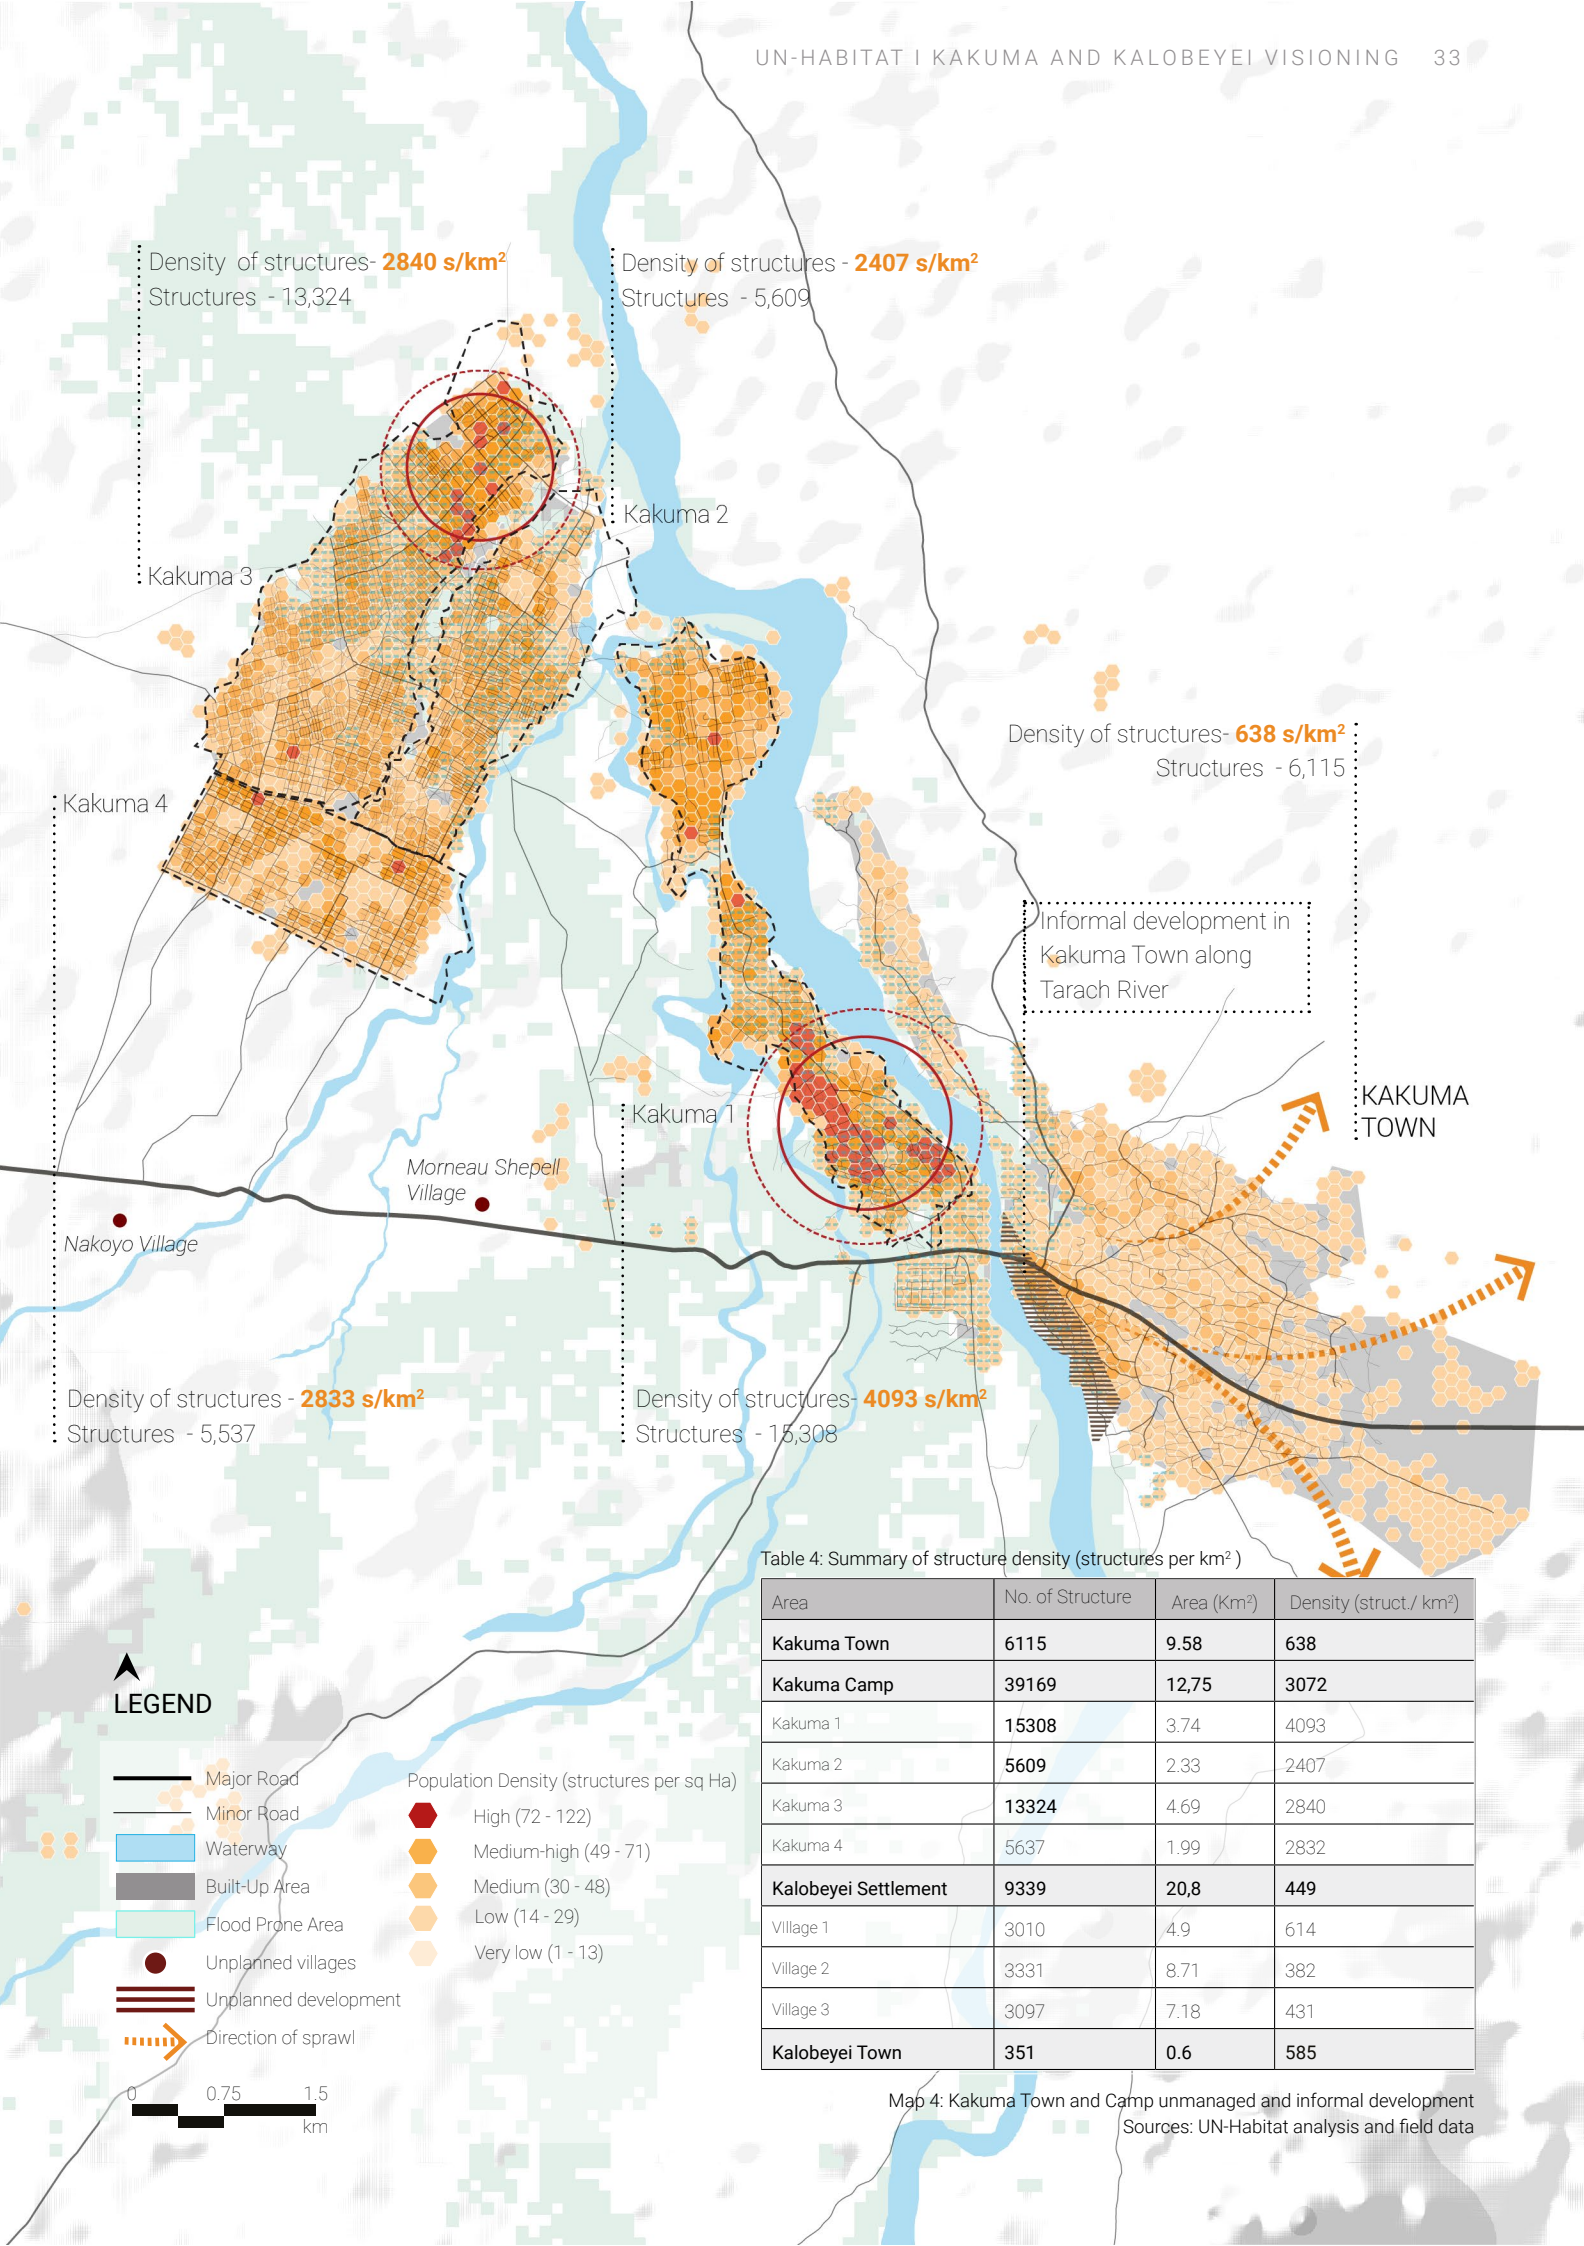 UN-HABITAT I KAKUMA AND KALOBEYEI VISIONING 33
Density of structures- 2840 s/km²
Structures - 13,324
Density of structures - 2407 s/km²
Structures - 5,609
Kakuma 2
Kakuma 3
Density of structures- 638 s/km²
Structures - 6,115
Kakuma 4
Informal development in
Kakuma Town along
Tarach River
KAKUMA
TOWN
Kakuma 1
Morneau Shepell
Village
Nakoyo Village
Density of structures - 2833 s/km²
Structures - 5,537
Density of structures- 4093 s/km²
Structures - 15,308
Table 4: Summary of structure density (structures per km² )
Area No. of Structure Area (Km²) Density (struct./ km²)
Kakuma Town 6115 9.58 638
Kakuma Camp 39169 12,75 3072
Kakuma 1 15308 3.74 4093
Kakuma 2 5609 2.33 2407
Kakuma 3 13324 4.69 2840
Kakuma 4 5637 1.99 2832
Kalobeyei Settlement 9339 20,8 449
VIllage 1 3010 4.9 614
Village 2 3331 8.71 382
Village 3 3097 7.18 431
Kalobeyei Town 351 0.6 585
LEGEND
Major Road
Minor Road
Waterway
Built-Up Area
Flood Prone Area
Unplanned villages
Unplanned development
Direction of sprawl
Population Density (structures per sq Ha)
High (72 - 122)
Medium-high (49 - 71)
Medium (30 - 48)
Low (14 - 29)
Very low (1 - 13)
0 0.75 1.5
km
Map 4: Kakuma Town and Camp unmanaged and informal development
Sources: UN-Habitat analysis and field data